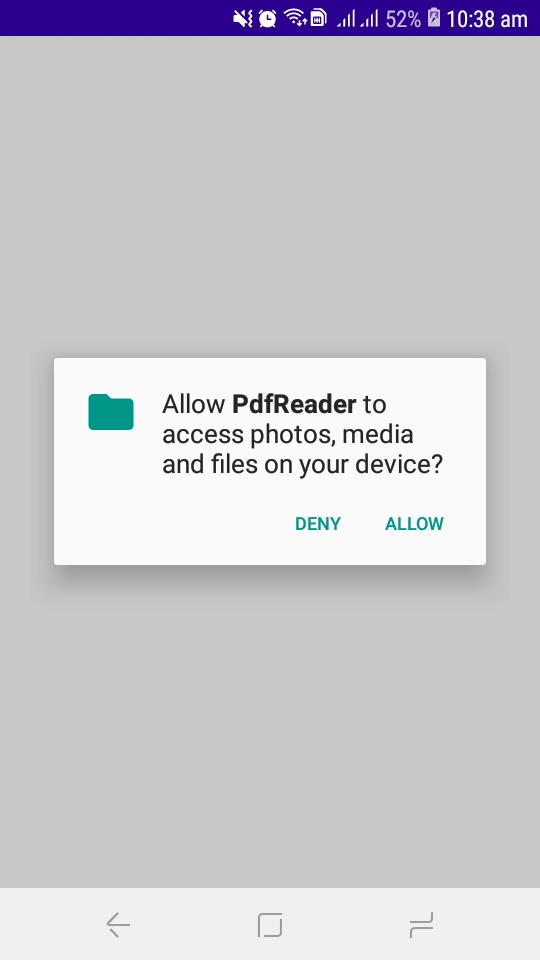 52% 10:38 am
Allow PdfReader to
access photos, media
and files on your device?
DENY ALLOW